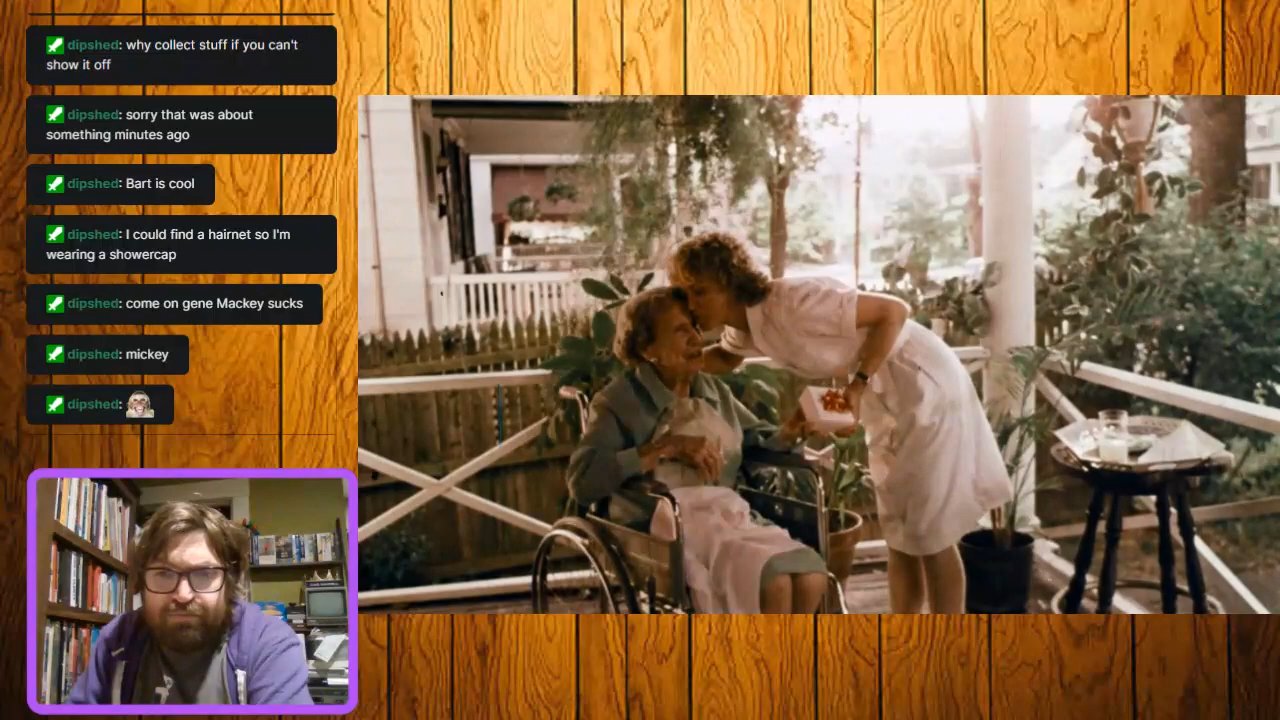 dipshed: why collect stuff if you can't
show it off
dipshed: sorry that was about
something minutes ago
dipshed: Bart is cool
dipshed: I could find a hairnet so I'm
wearing a showercap
dipshed: come on gene Mackey sucks
dipshed: mickey
dipshed: